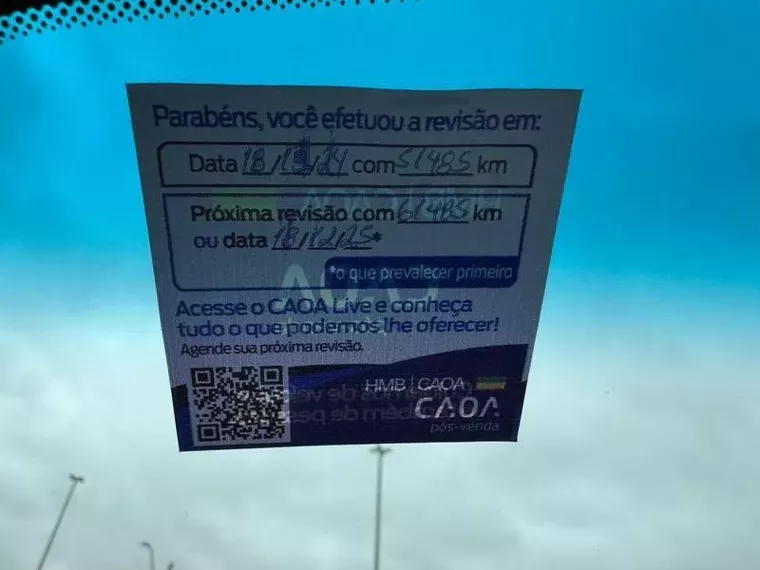 Parabéns, você efetuou a revisão em:
Data 18/12/24 com 51485 km
Próxima revisão com 61485 km
ou data 18/12/25*
*o que prevalecer primeiro
Acesse o CAOA Live e conheça
tudo o que podemos lhe oferecer!
Agende sua próxima revisão.
HMB | CAOA
CAOA
pós-venda